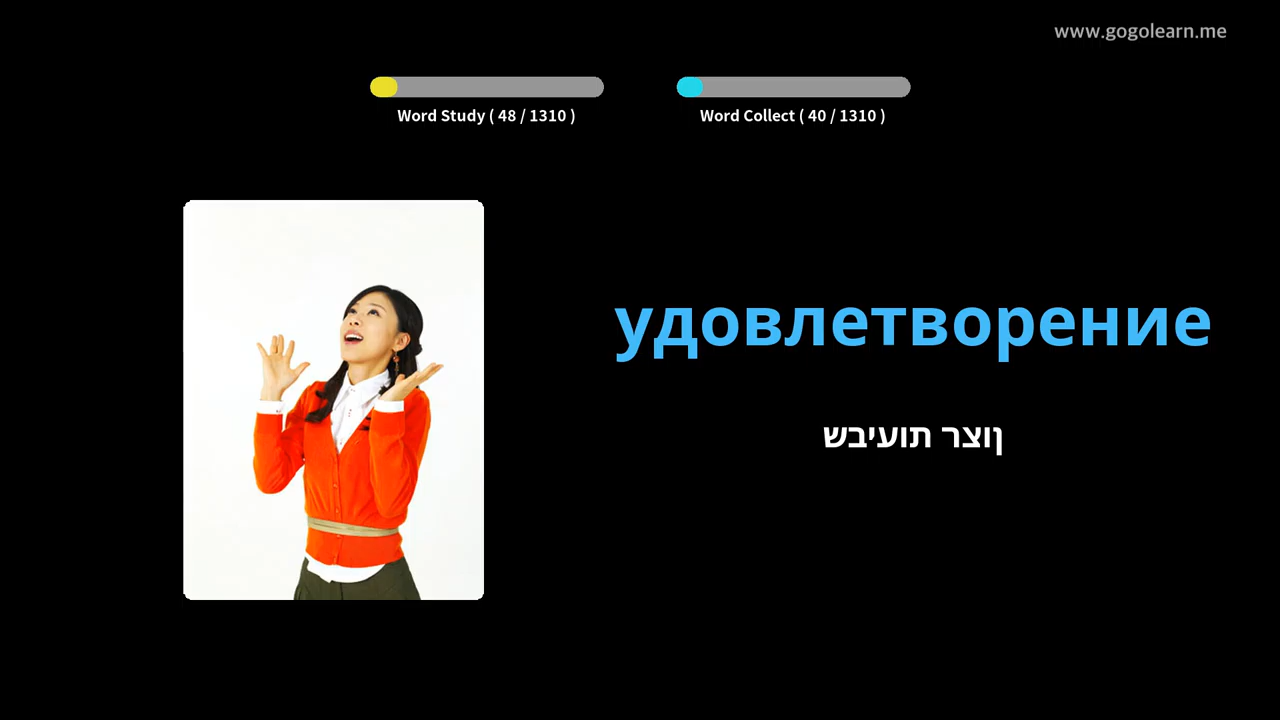 www.gogolearn.me
Word Study ( 48 / 1310 )
Word Collect ( 40 / 1310 )
удовлетворение
ןוצר תועיבש